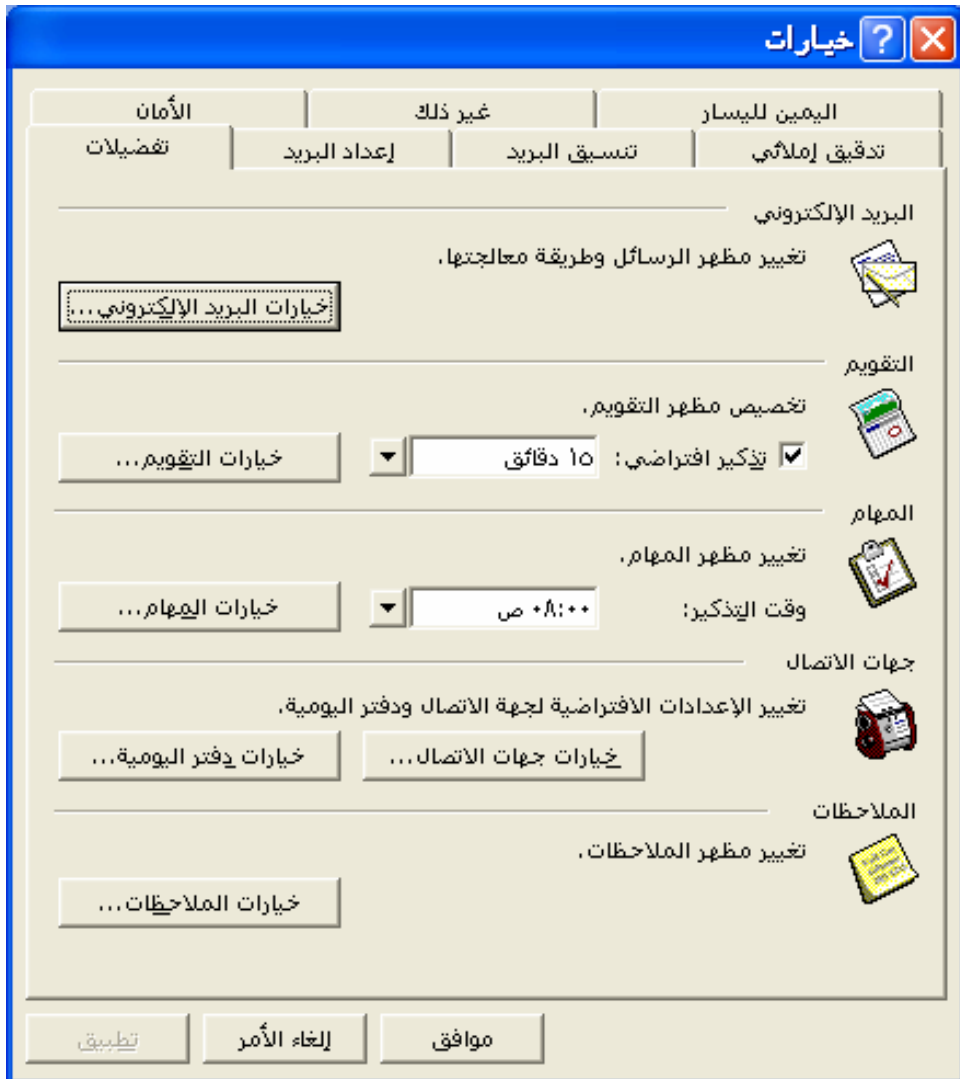 خيارات
اليمين لليسار غير ذلك الأمان
تدقيق إملائي تنسيق البريد إعداد البريد تفضيلات
البريد الإلكتروني
تغيير مظهر الرسائل وطريقة معالجتها.
خيارات البريد الإلكتروني...
التقويم
تخصيص مظهر التقويم.
تذكير افتراضي: ١٥ دقائق خيارات التقويم...
المهام
تغيير مظهر المهام.
وقت التذكير: ٠٨:٠٠ ص خيارات المهام...
جهات الاتصال
تغيير الإعدادات الافتراضية لجهة الاتصال ودفتر اليومية.
خيارات جهات الاتصال... خيارات دفتر اليومية...
الملاحظات
تغيير مظهر الملاحظات.
خيارات الملاحظات...
موافق إلغاء الأمر تطبيق